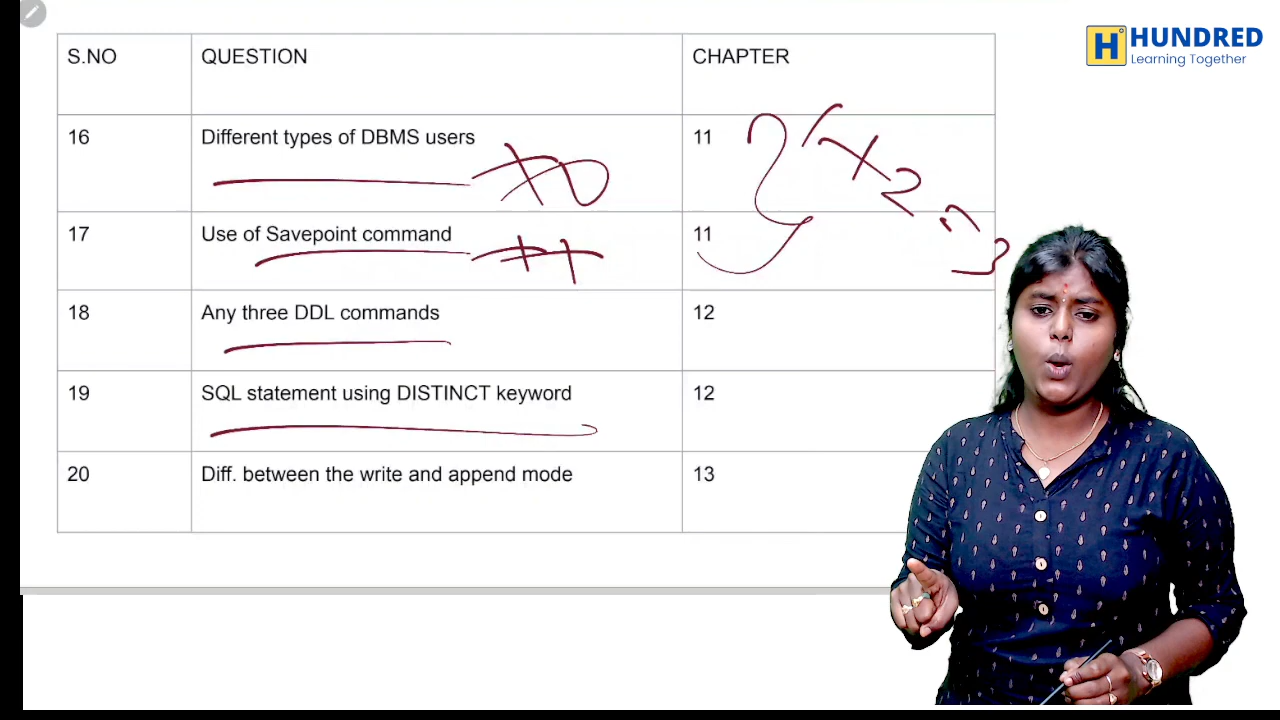 HUNDRED
Learning Together
S.NO QUESTION CHAPTER
16 Different types of DBMS users 11
17 Use of Savepoint command 11
18 Any three DDL commands 12
19 SQL statement using DISTINCT keyword 12
20 Diff. between the write and append mode 13